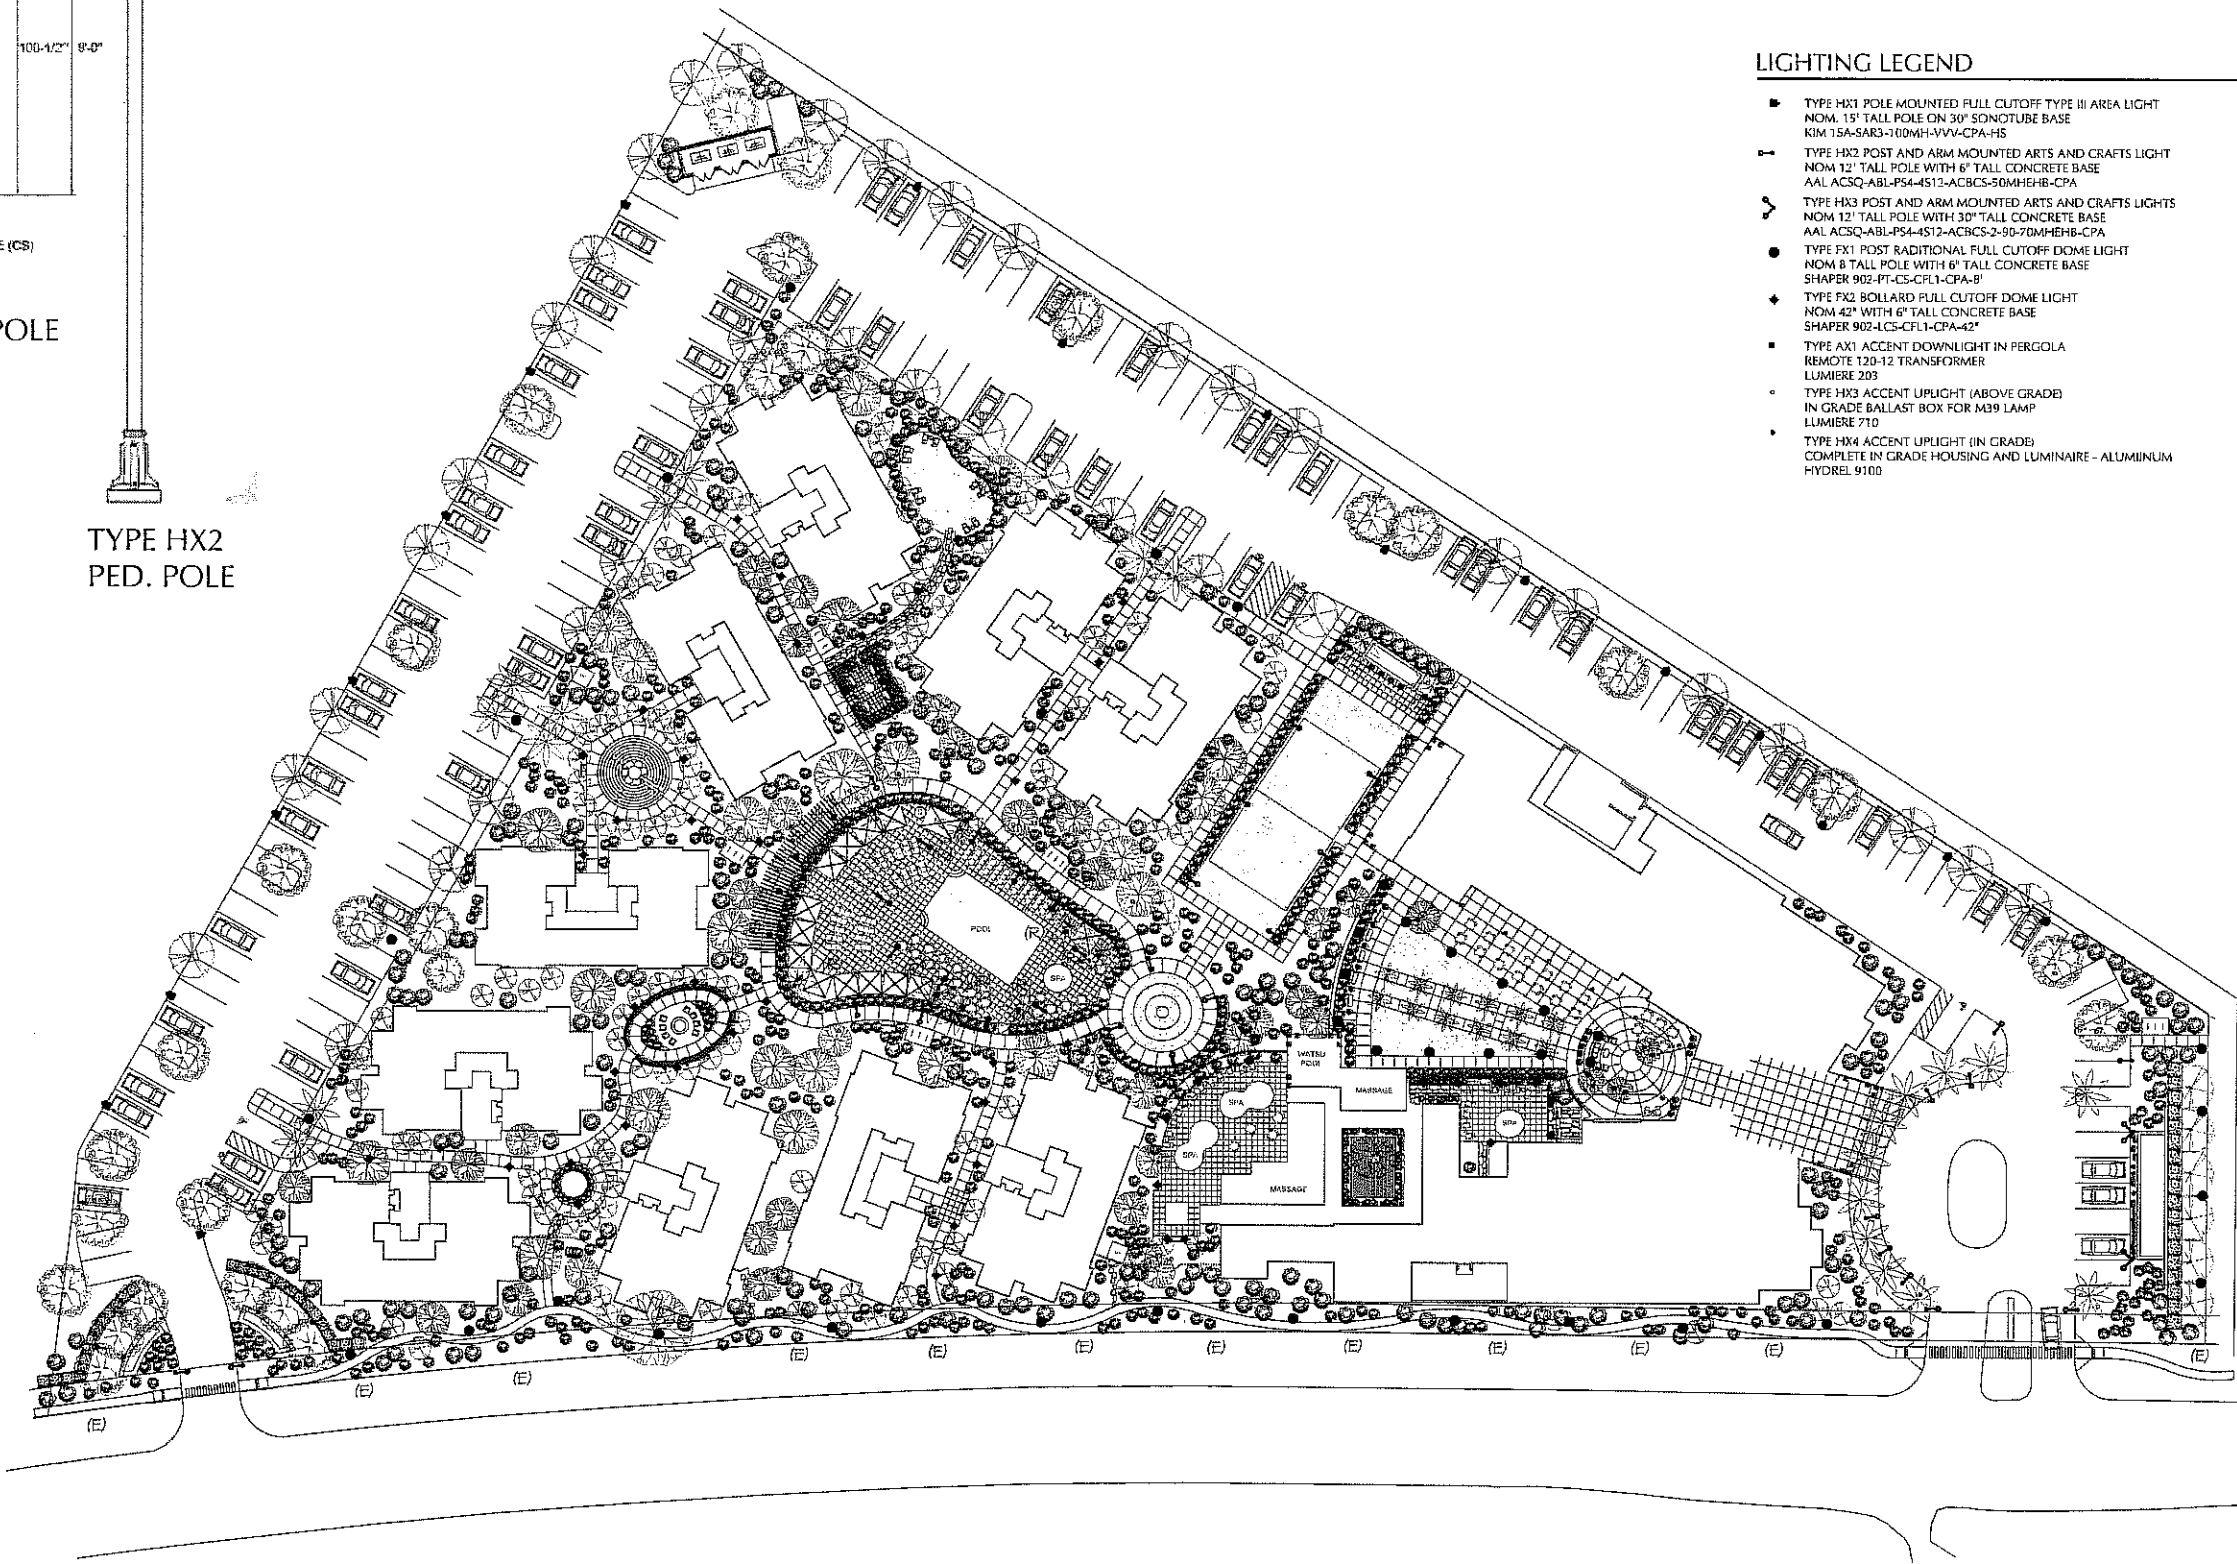 100-1/2" 9'-0"
E (CS)
POLE
TYPE HX2
PED. POLE
LIGHTING LEGEND
TYPE HX1 POLE MOUNTED FULL CUTOFF TYPE III AREA LIGHT
NOM. 15' TALL POLE ON 30" SONOTUBE BASE
KIM 15A-SAR3-100MH-VVV-CPA-HS
TYPE HX2 POST AND ARM MOUNTED ARTS AND CRAFTS LIGHT
NOM 12' TALL POLE WITH 6" TALL CONCRETE BASE
AAL ACSQ-ABL-PS4-4S12-ACBCS-50MHEHB-CPA
TYPE HX3 POST AND ARM MOUNTED ARTS AND CRAFTS LIGHTS
NOM 12' TALL POLE WITH 30" TALL CONCRETE BASE
AAL ACSQ-ABL-PS4-4S12-ACBCS-2-90-70MHEHB-CPA
TYPE FX1 POST RADITIONAL FULL CUTOFF DOME LIGHT
NOM 8 TALL POLE WITH 6" TALL CONCRETE BASE
SHAPER 902-PT-CS-CFL1-CPA-8'
TYPE FX2 BOLLARD FULL CUTOFF DOME LIGHT
NOM 42" WITH 6" TALL CONCRETE BASE
SHAPER 902-LCS-CFL1-CPA-42"
TYPE AX1 ACCENT DOWNLIGHT IN PERGOLA
REMOTE 120-12 TRANSFORMER
LUMIERE 203
TYPE HX3 ACCENT UPLIGHT (ABOVE GRADE)
IN GRADE BALLAST BOX FOR M39 LAMP
LUMIERE 710
TYPE HX4 ACCENT UPLIGHT (IN GRADE)
COMPLETE IN GRADE HOUSING AND LUMINAIRE - ALUMIINUM
HYDREL 9100
POOL
(R
SPA
WATSU
POOL
MASSAGE
SPA
SPA
SPA
MASSAGE
(E)
(E)
(E)
(E)
(E)
(E)
(E)
(E)
(E)
(E)
(E)
(E)